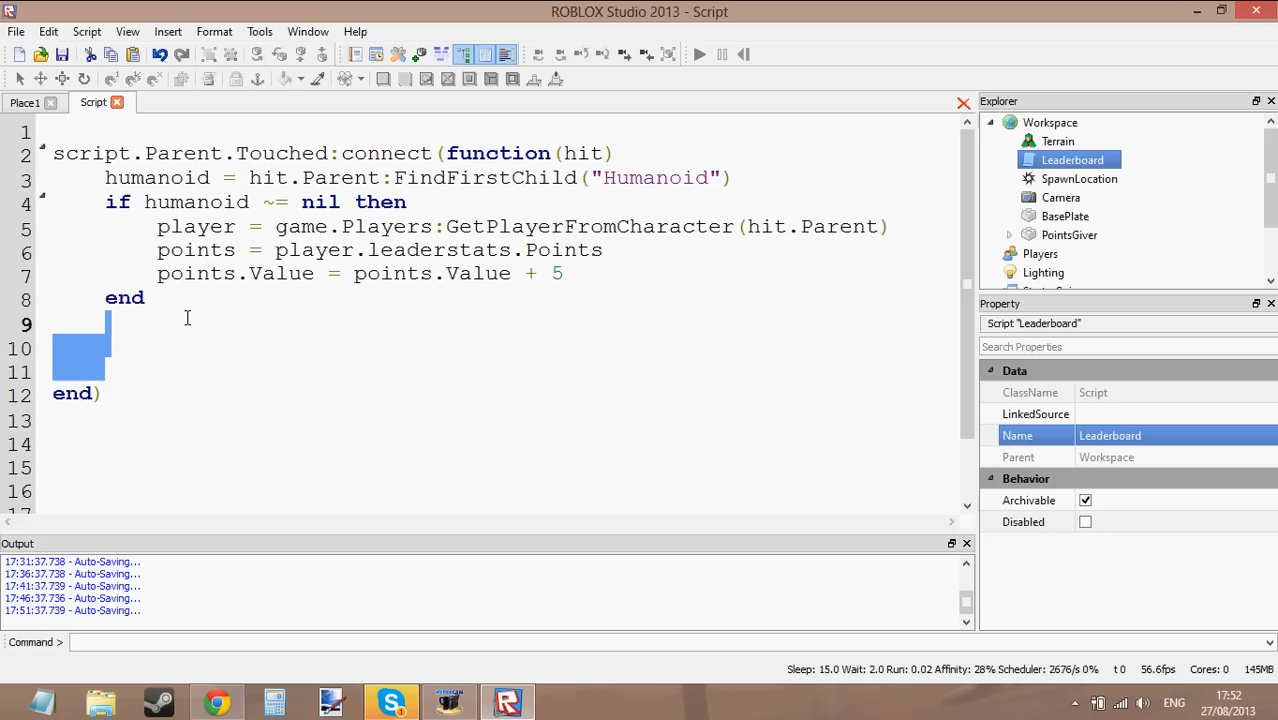 ROBLOX Studio 2013 - Script
File Edit Script View Insert Format Tools Window Help
Place1 Script
1
2 script.Parent.Touched:connect(function(hit)
3 humanoid = hit.Parent:FindFirstChild("Humanoid")
4 if humanoid ~= nil then
5 player = game.Players:GetPlayerFromCharacter(hit.Parent)
6 points = player.leaderstats.Points
7 points.Value = points.Value + 5
8 end
9
10
11
12 end)
13
14
15
16
17
Explorer
Workspace
Terrain
Leaderboard
SpawnLocation
Camera
BasePlate
PointsGiver
Players
Lighting
Property
Script "Leaderboard"
Search Properties
Data
ClassName Script
LinkedSource
Name Leaderboard
Parent Workspace
Behavior
Archivable
Disabled
Output
17:31:37.738 - Auto-Saving...
17:36:37.738 - Auto-Saving...
17:41:37.739 - Auto-Saving...
17:46:37.736 - Auto-Saving...
17:51:37.739 - Auto-Saving...
Command >
Sleep: 15.0 Wait: 2.0 Run: 0.02 Affinity: 28% Scheduler: 2676/s 0% t 0 56.6fps Cores: 0 145MB
ENG 17:52
27/08/2013